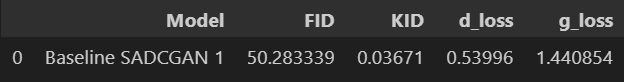 Model FID KID d_loss g_loss
0 Baseline SADCGAN 1 50.283339 0.03671 0.53996 1.440854